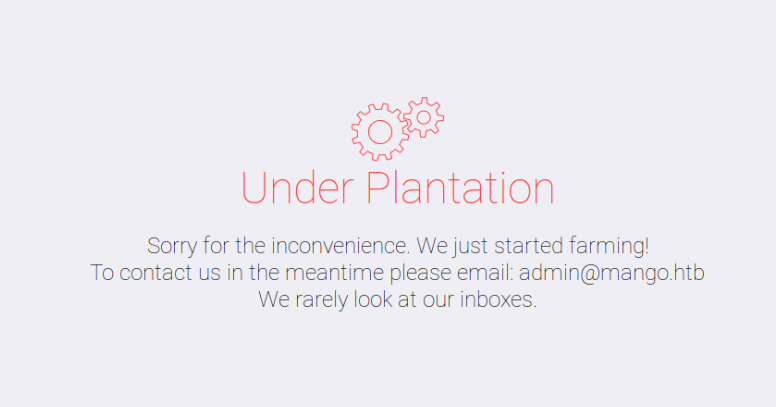 Under Plantation
Sorry for the inconvenience. We just started farming!
To contact us in the meantime please email: admin@mango.htb
We rarely look at our inboxes.